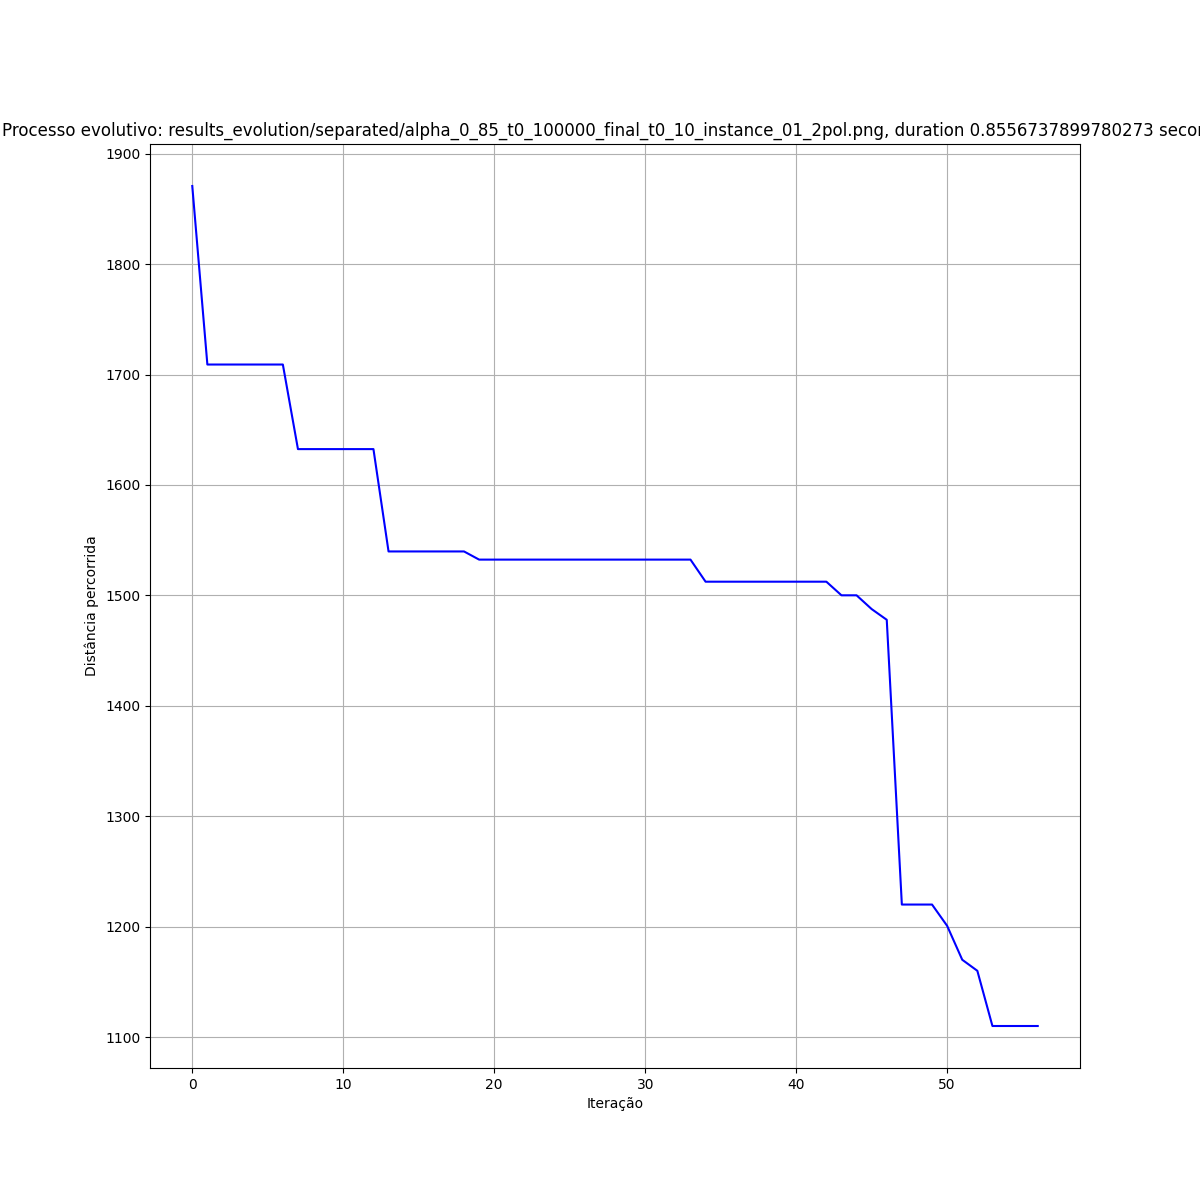 Processo evolutivo: results_evolution/separated/alpha_0_85_t0_100000_final_t0_10_instance_01_2pol.png, duration 0.8556737899780273
1900
1800
1700
1600
1500
1400
1300
1200
1100
Distância percorrida
0 10 20 30 40 50
Iteração